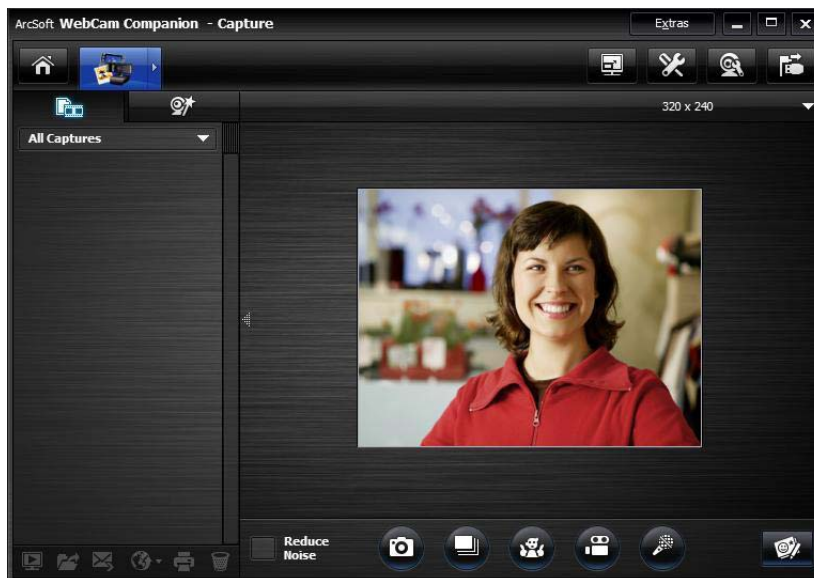 ArcSoft WebCam Companion - Capture
Extras
320 x 240
All Captures
Reduce
Noise